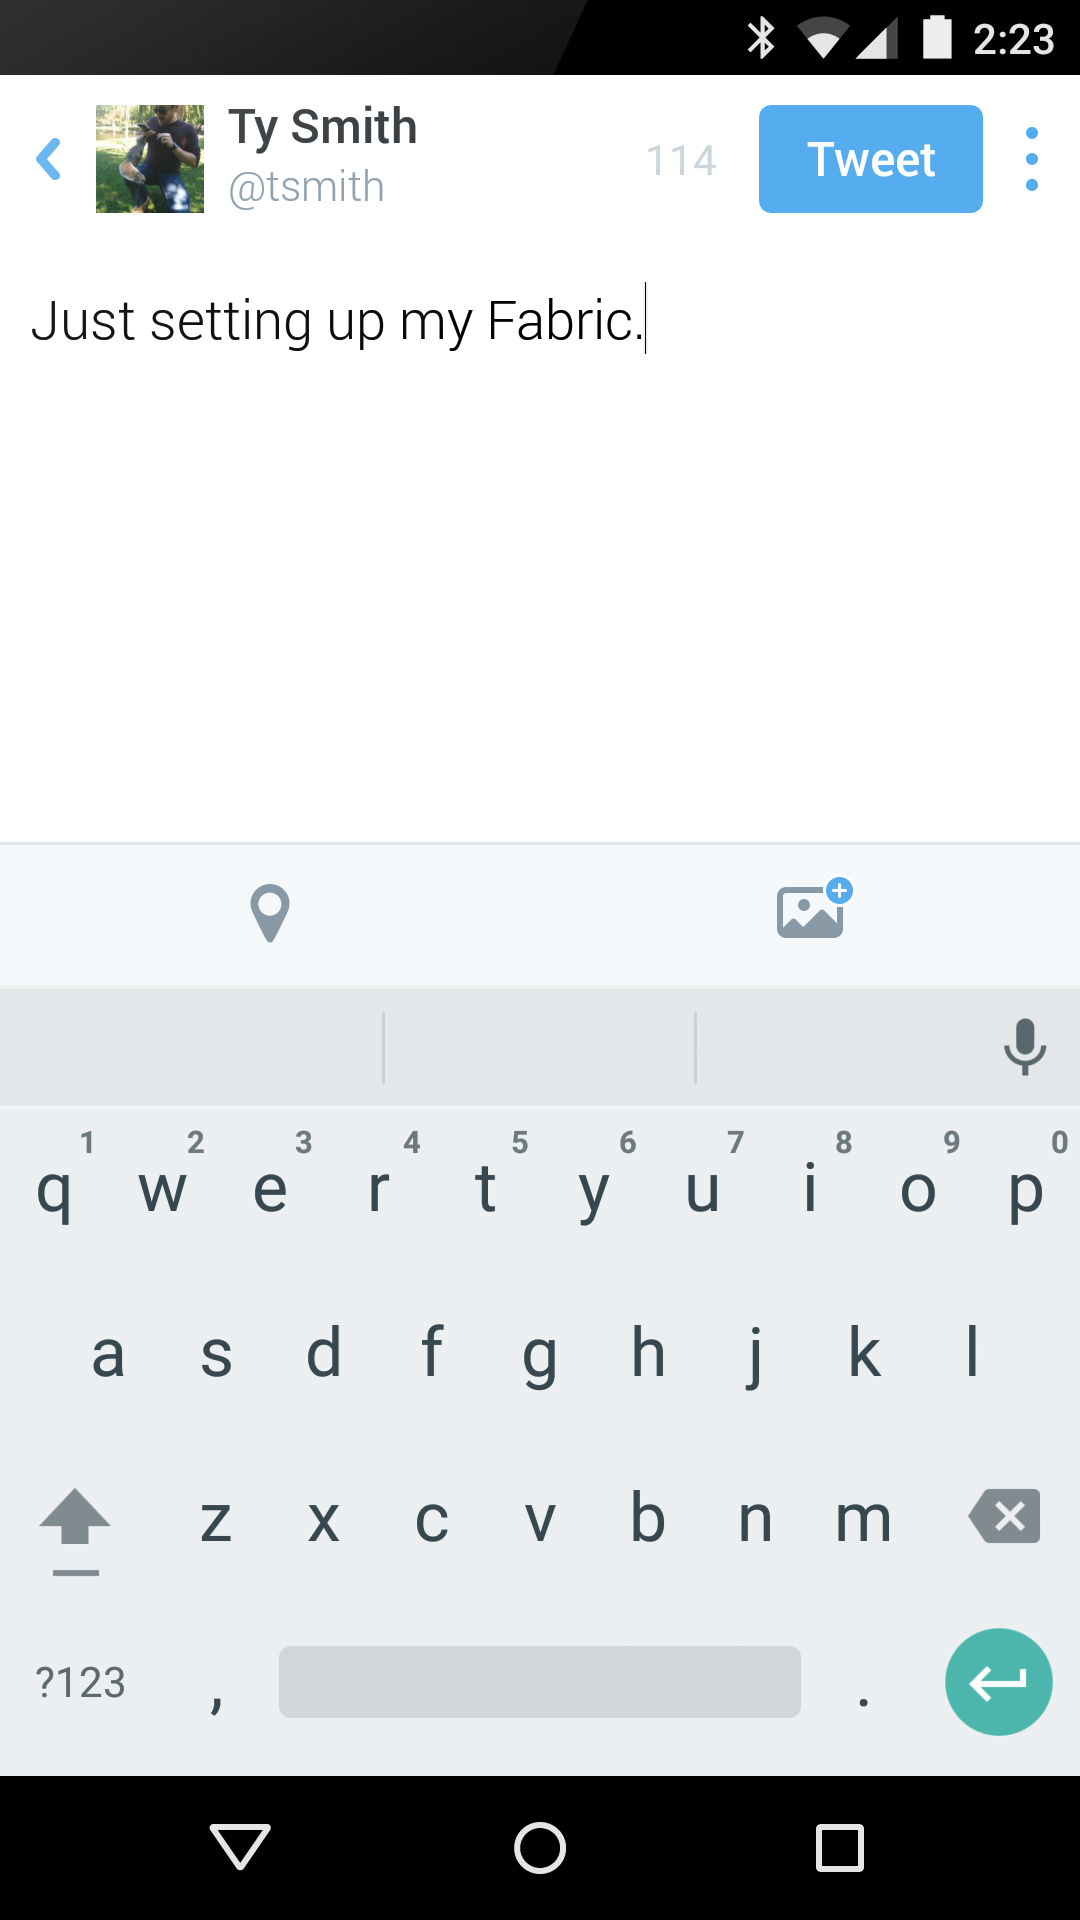 2:23
Ty Smith
@tsmith
114
Tweet
Just setting up my Fabric.
1 2 3 4 5 6 7 8 9 0
q w e r t y u i o p
a s d f g h j k l
z x c v b n m
?123 , .